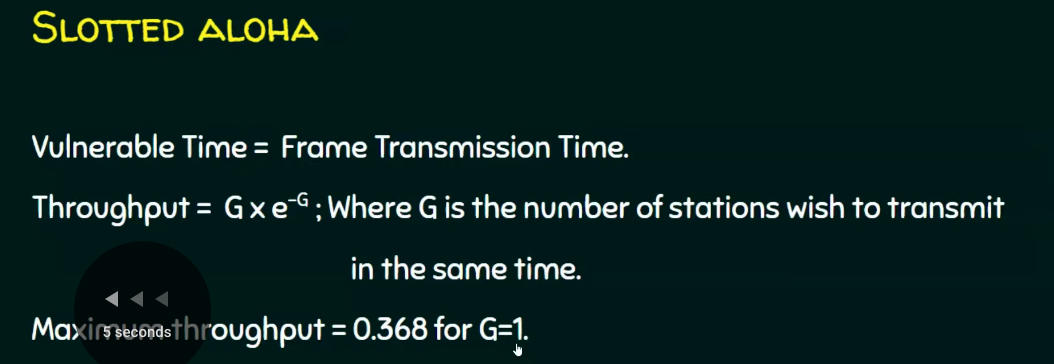 SLOTTED ALOHA
Vulnerable Time = Frame Transmission Time.
Throughput = G x e⁻ᴳ ; Where G is the number of stations wish to transmit
in the same time.
5 seconds
Maximum throughput = 0.368 for G=1.